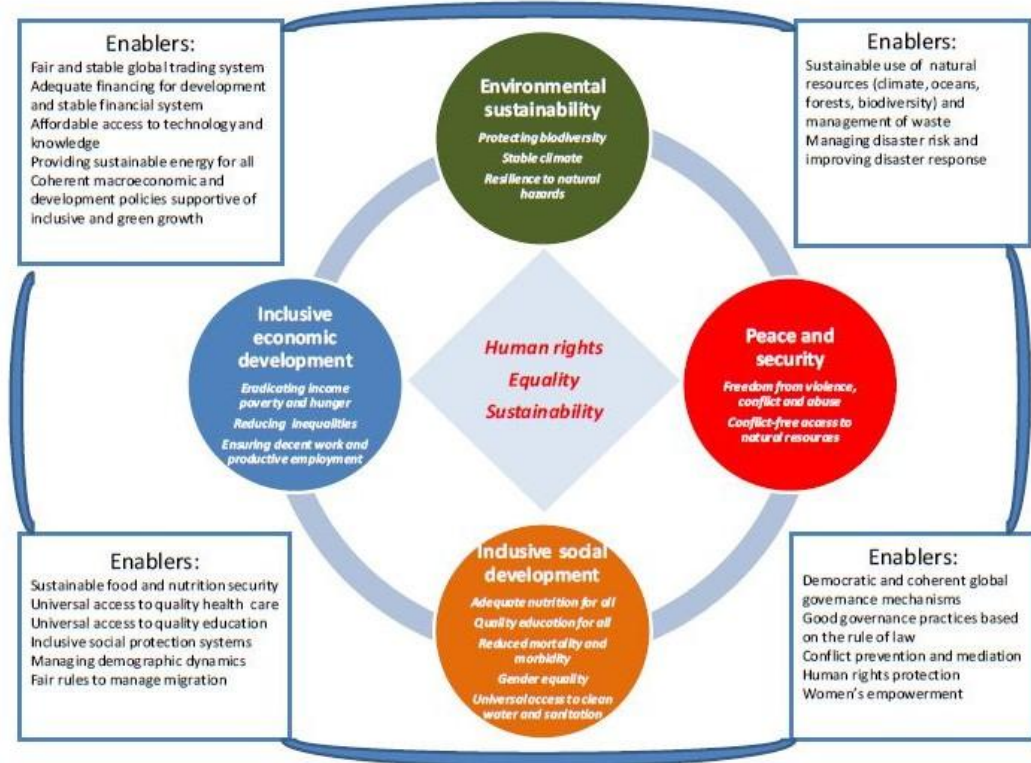 Enablers:
Fair and stable global trading system
Adequate financing for development
and stable financial system
Affordable access to technology and
knowledge
Providing sustainable energy for all
Coherent macroeconomic and
development policies supportive of
inclusive and green growth
Environmental
sustainability
Protecting biodiversity
Stable climate
Resilience to natural
hazards
Enablers:
Sustainable use of natural
resources (climate, oceans,
forests, biodiversity) and
management of waste
Managing disaster risk and
improving disaster response
Inclusive
economic
development
Eradicating income
poverty and hunger
Reducing inequalities
Ensuring decent work and
productive employment
Human rights
Equality
Sustainability
Peace and
security
Freedom from violence,
conflict and abuse
Conflict-free access to
natural resources
Enablers:
Sustainable food and nutrition security
Universal access to quality health care
Universal access to quality education
Inclusive social protection systems
Managing demographic dynamics
Fair rules to manage migration
Inclusive social
development
Adequate nutrition for all
Quality education for all
Reduced mortality and
morbidity
Gender equality
Universal access to clean
water and sanitation
Enablers:
Democratic and coherent global
governance mechanisms
Good governance practices based
on the rule of law
Conflict prevention and mediation
Human rights protection
Women's empowerment